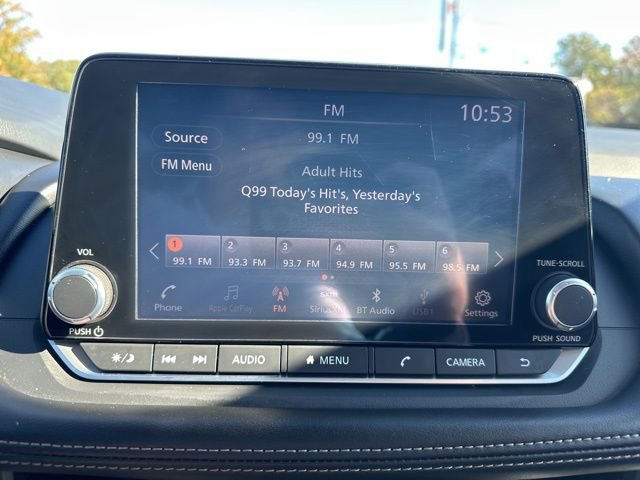 FM
10:53
Source
99.1 FM
FM Menu
Adult Hits
Q99 Today's Hit's, Yesterday's
Favorites
1 2 3 4 5 6
99.1 FM 93.3 FM 93.7 FM 94.9 FM 95.5 FM 98.5 FM
Phone Apple CarPlay FM SiriusXM BT Audio USB1 Settings
VOL
PUSH
TUNE-SCROLL
PUSH SOUND
AUDIO MENU CAMERA